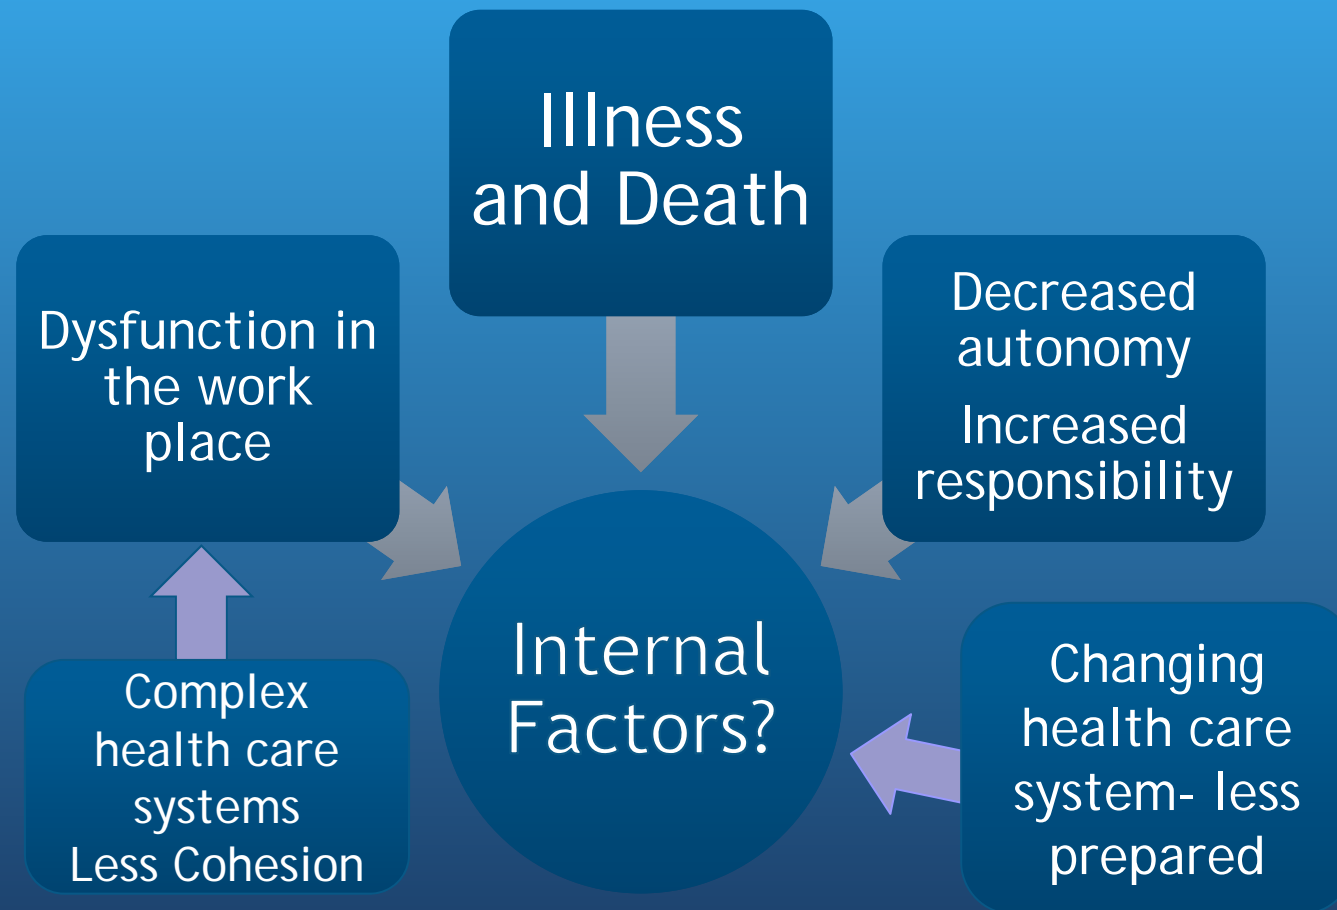 Illness
and Death
Dysfunction in
the work
place
Decreased
autonomy
Increased
responsibility
Internal
Factors?
Complex
health care
systems
Less Cohesion
Changing
health care
system- less
prepared